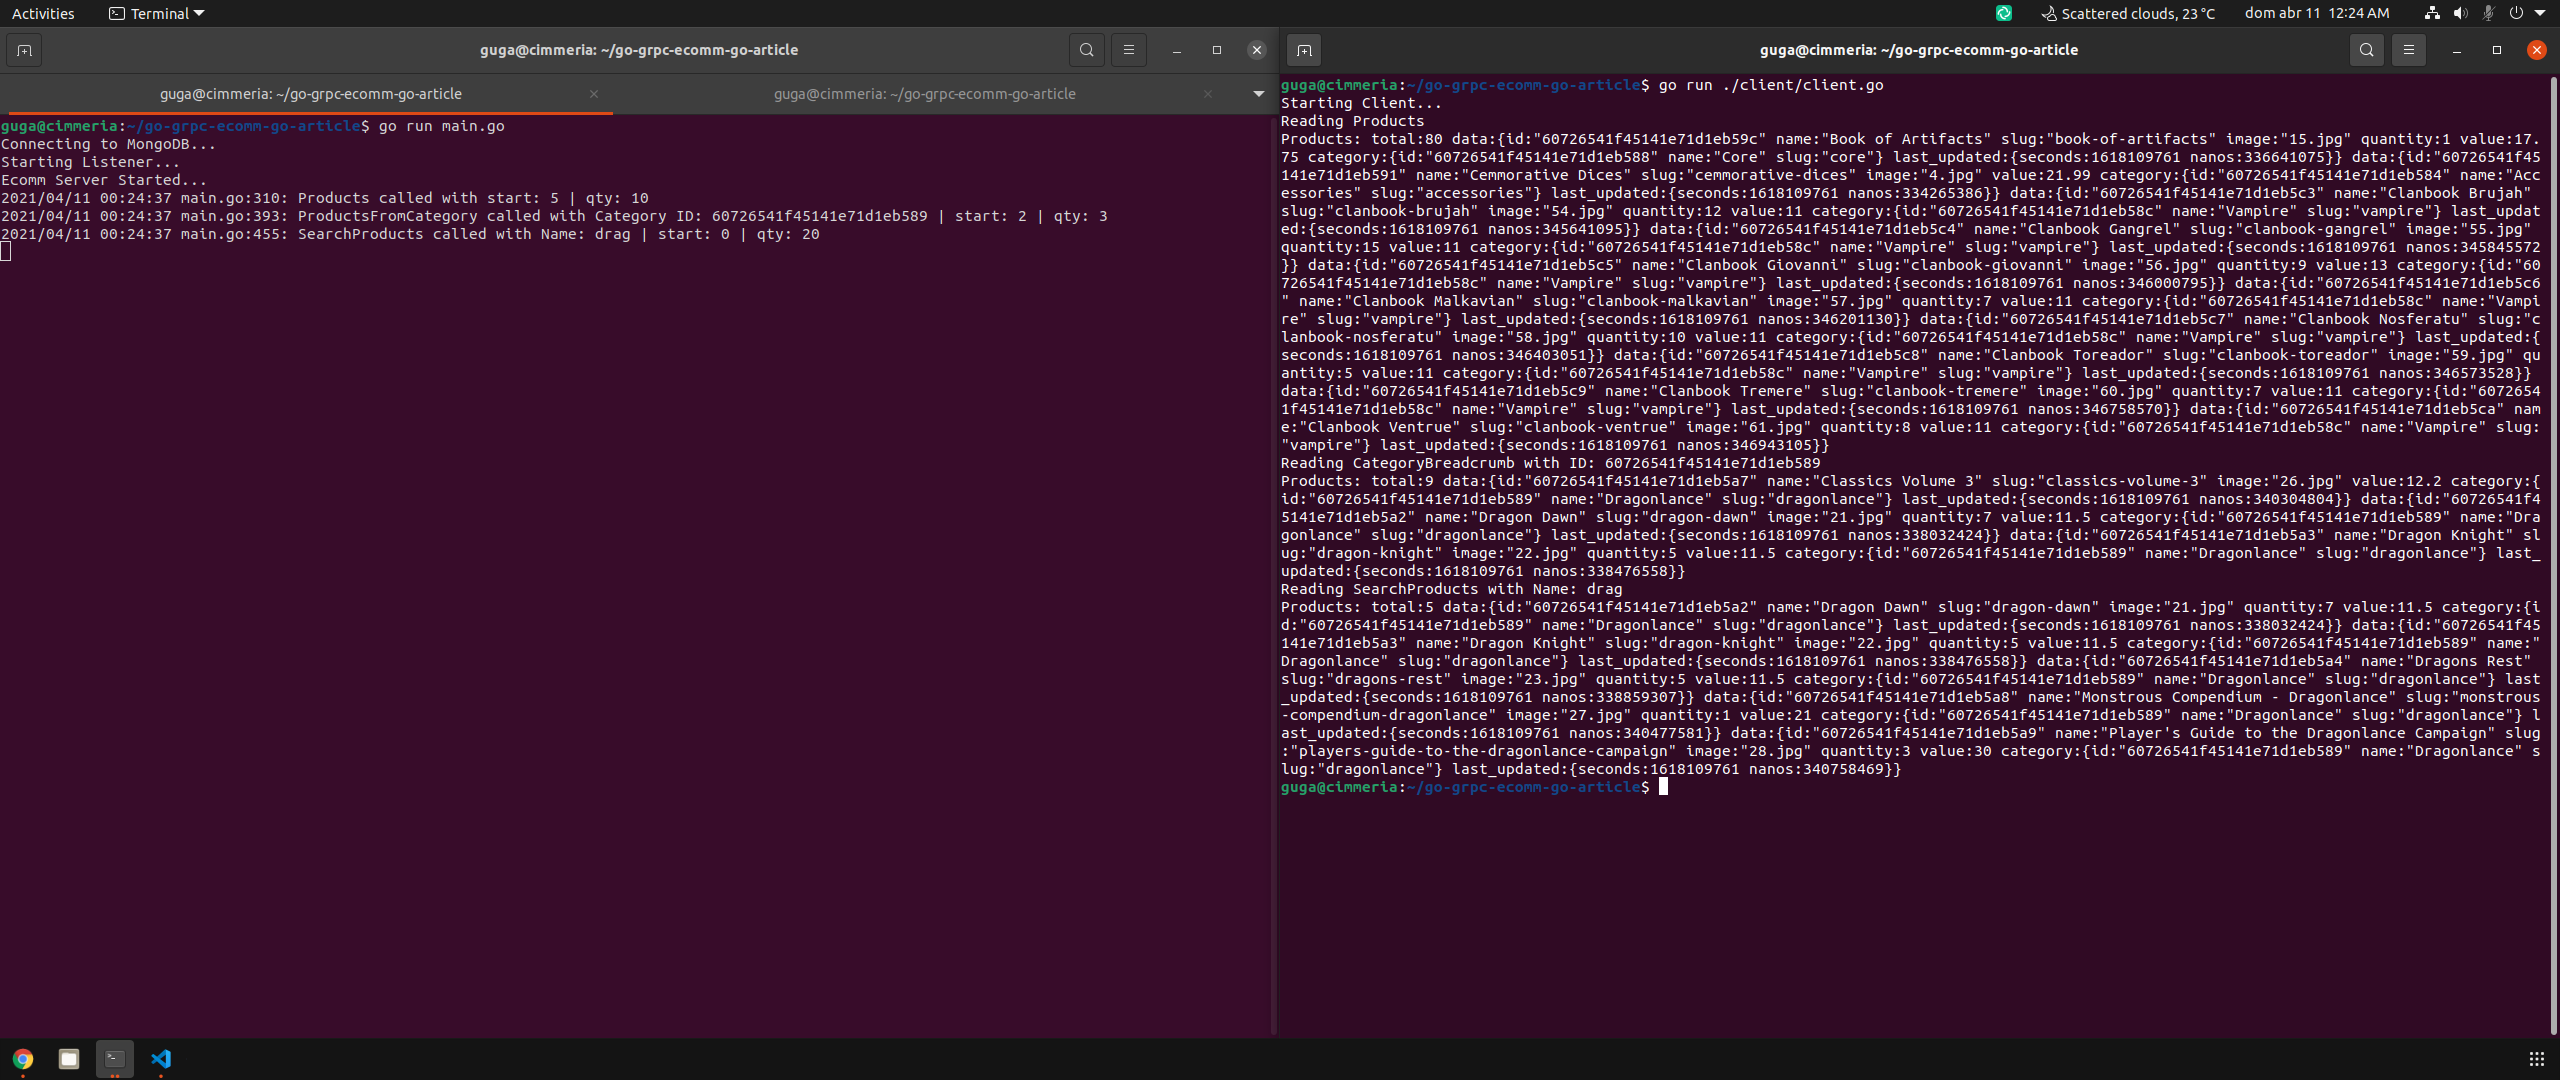 Activities
Terminal
Scattered clouds, 23 °C
dom abr 11 12:24 AM
guga@cimmeria: ~/go-grpc-ecomm-go-article
guga@cimmeria: ~/go-grpc-ecomm-go-article
guga@cimmeria: ~/go-grpc-ecomm-go-article
guga@cimmeria:~/go-grpc-ecomm-go-article$ go run main.go
Connecting to MongoDB...
Starting Listener...
Ecomm Server Started...
2021/04/11 00:24:37 main.go:310: Products called with start: 5 | qty: 10
2021/04/11 00:24:37 main.go:393: ProductsFromCategory called with Category ID: 60726541f45141e71d1eb589 | start: 2 | qty: 3
2021/04/11 00:24:37 main.go:455: SearchProducts called with Name: drag | start: 0 | qty: 20
guga@cimmeria: ~/go-grpc-ecomm-go-article
guga@cimmeria:~/go-grpc-ecomm-go-article$ go run ./client/client.go
Starting Client...
Reading Products
Products: total:80 data:{id:"60726541f45141e71d1eb59c" name:"Book of Artifacts" slug:"book-of-artifacts" image:"15.jpg" quantity:1 value:17.
75 category:{id:"60726541f45141e71d1eb588" name:"Core" slug:"core"} last_updated:{seconds:1618109761 nanos:336641075}} data:{id:"60726541f45
141e71d1eb591" name:"Cemmorative Dices" slug:"cemmorative-dices" image:"4.jpg" value:21.99 category:{id:"60726541f45141e71d1eb584" name:"Acc
essories" slug:"accessories"} last_updated:{seconds:1618109761 nanos:334265386}} data:{id:"60726541f45141e71d1eb5c3" name:"Clanbook Brujah"
slug:"clanbook-brujah" image:"54.jpg" quantity:12 value:11 category:{id:"60726541f45141e71d1eb58c" name:"Vampire" slug:"vampire"} last_updat
ed:{seconds:1618109761 nanos:345641095}} data:{id:"60726541f45141e71d1eb5c4" name:"Clanbook Gangrel" slug:"clanbook-gangrel" image:"55.jpg"
quantity:15 value:11 category:{id:"60726541f45141e71d1eb58c" name:"Vampire" slug:"vampire"} last_updated:{seconds:1618109761 nanos:345845572
}} data:{id:"60726541f45141e71d1eb5c5" name:"Clanbook Giovanni" slug:"clanbook-giovanni" image:"56.jpg" quantity:9 value:13 category:{id:"60
726541f45141e71d1eb58c" name:"Vampire" slug:"vampire"} last_updated:{seconds:1618109761 nanos:346000795}} data:{id:"60726541f45141e71d1eb5c6
" name:"Clanbook Malkavian" slug:"clanbook-malkavian" image:"57.jpg" quantity:7 value:11 category:{id:"60726541f45141e71d1eb58c" name:"Vampi
re" slug:"vampire"} last_updated:{seconds:1618109761 nanos:346201130}} data:{id:"60726541f45141e71d1eb5c7" name:"Clanbook Nosferatu" slug:"c
lanbook-nosferatu" image:"58.jpg" quantity:10 value:11 category:{id:"60726541f45141e71d1eb58c" name:"Vampire" slug:"vampire"} last_updated:{
seconds:1618109761 nanos:346403051}} data:{id:"60726541f45141e71d1eb5c8" name:"Clanbook Toreador" slug:"clanbook-toreador" image:"59.jpg" qu
antity:5 value:11 category:{id:"60726541f45141e71d1eb58c" name:"Vampire" slug:"vampire"} last_updated:{seconds:1618109761 nanos:346573528}}
data:{id:"60726541f45141e71d1eb5c9" name:"Clanbook Tremere" slug:"clanbook-tremere" image:"60.jpg" quantity:7 value:11 category:{id:"6072654
1f45141e71d1eb58c" name:"Vampire" slug:"vampire"} last_updated:{seconds:1618109761 nanos:346758570}} data:{id:"60726541f45141e71d1eb5ca" nam
e:"Clanbook Ventrue" slug:"clanbook-ventrue" image:"61.jpg" quantity:8 value:11 category:{id:"60726541f45141e71d1eb58c" name:"Vampire" slug:
"vampire"} last_updated:{seconds:1618109761 nanos:346943105}}
Reading CategoryBreadcrumb with ID: 60726541f45141e71d1eb589
Products: total:9 data:{id:"60726541f45141e71d1eb5a7" name:"Classics Volume 3" slug:"classics-volume-3" image:"26.jpg" value:12.2 category:{
id:"60726541f45141e71d1eb589" name:"Dragonlance" slug:"dragonlance"} last_updated:{seconds:1618109761 nanos:340304804}} data:{id:"60726541f4
5141e71d1eb5a2" name:"Dragon Dawn" slug:"dragon-dawn" image:"21.jpg" quantity:7 value:11.5 category:{id:"60726541f45141e71d1eb589" name:"Dra
gonlance" slug:"dragonlance"} last_updated:{seconds:1618109761 nanos:338032424}} data:{id:"60726541f45141e71d1eb5a3" name:"Dragon Knight" sl
ug:"dragon-knight" image:"22.jpg" quantity:5 value:11.5 category:{id:"60726541f45141e71d1eb589" name:"Dragonlance" slug:"dragonlance"} last_
updated:{seconds:1618109761 nanos:338476558}}
Reading SearchProducts with Name: drag
Products: total:5 data:{id:"60726541f45141e71d1eb5a2" name:"Dragon Dawn" slug:"dragon-dawn" image:"21.jpg" quantity:7 value:11.5 category:{i
d:"60726541f45141e71d1eb589" name:"Dragonlance" slug:"dragonlance"} last_updated:{seconds:1618109761 nanos:338032424}} data:{id:"60726541f45
141e71d1eb5a3" name:"Dragon Knight" slug:"dragon-knight" image:"22.jpg" quantity:5 value:11.5 category:{id:"60726541f45141e71d1eb589" name:"
Dragonlance" slug:"dragonlance"} last_updated:{seconds:1618109761 nanos:338476558}} data:{id:"60726541f45141e71d1eb5a4" name:"Dragons Rest"
slug:"dragons-rest" image:"23.jpg" quantity:5 value:11.5 category:{id:"60726541f45141e71d1eb589" name:"Dragonlance" slug:"dragonlance"} last
_updated:{seconds:1618109761 nanos:338859307}} data:{id:"60726541f45141e71d1eb5a8" name:"Monstrous Compendium - Dragonlance" slug:"monstrous
-compendium-dragonlance" image:"27.jpg" quantity:1 value:21 category:{id:"60726541f45141e71d1eb589" name:"Dragonlance" slug:"dragonlance"} l
ast_updated:{seconds:1618109761 nanos:340477581}} data:{id:"60726541f45141e71d1eb5a9" name:"Player's Guide to the Dragonlance Campaign" slug
:"players-guide-to-the-dragonlance-campaign" image:"28.jpg" quantity:3 value:30 category:{id:"60726541f45141e71d1eb589" name:"Dragonlance" s
lug:"dragonlance"} last_updated:{seconds:1618109761 nanos:340758469}}
guga@cimmeria:~/go-grpc-ecomm-go-article$